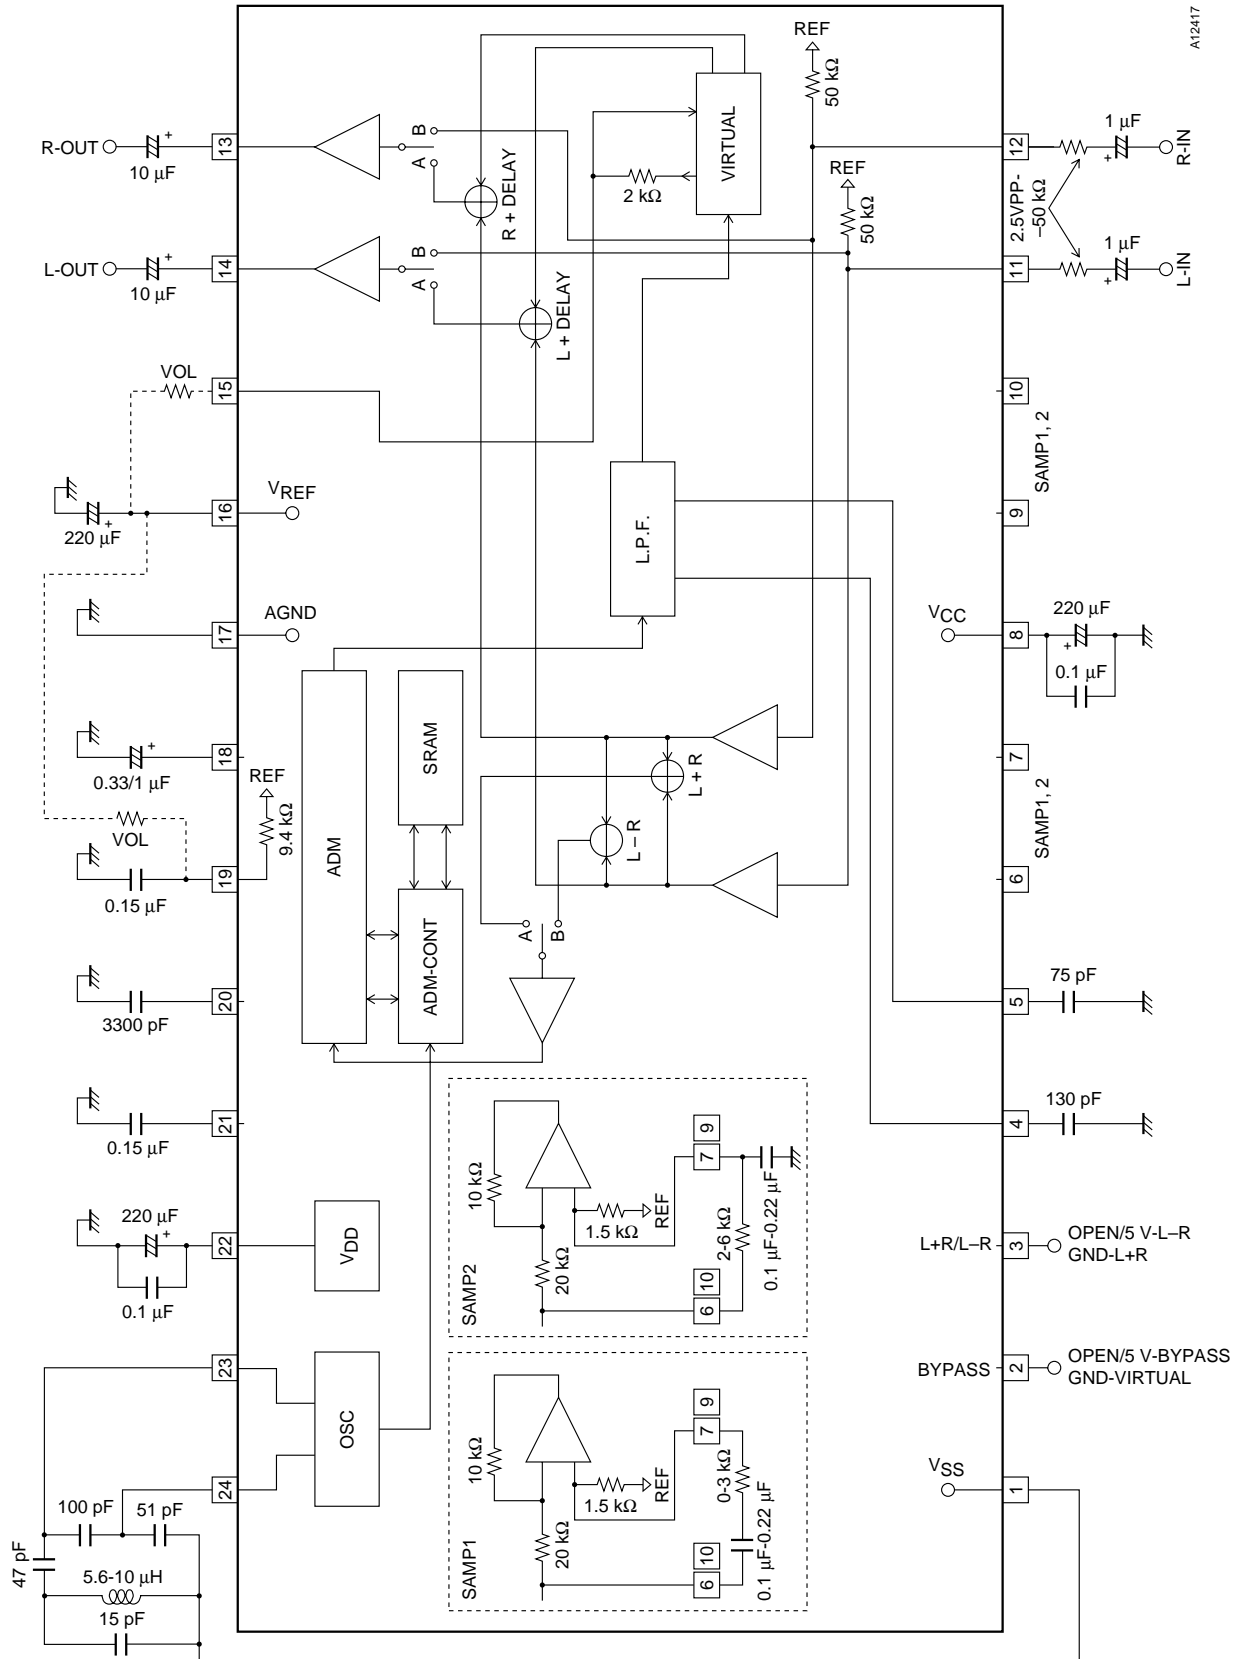 A12417
R-OUT
10 µF
+
13
L-OUT
10 µF
+
14
VOL
15
VREF
220 µF
+
16
AGND
17
0.33/1 µF
+
18
REF
9.4 kΩ
VOL
19
0.15 µF
20
3300 pF
21
0.15 µF
220 µF
+
22
0.1 µF
VDD
23
24
OSC
100 pF
51 pF
47 pF
5.6-10 µH
15 pF
B
A
R + DELAY
B
A
L + DELAY
VIRTUAL
2 kΩ
REF
50 kΩ
REF
50 kΩ
L.P.F.
ADM
SRAM
ADM-CONT
L + R
L – R
A
B
12
1 µF
+
R-IN
2.5VPP-
–50 kΩ
11
1 µF
+
L-IN
10
SAMP1, 2
9
VCC
8
220 µF
+
0.1 µF
7
SAMP1, 2
6
5
75 pF
4
130 pF
L+R/L–R
3
OPEN/5 V-L–R
GND-L+R
BYPASS
2
OPEN/5 V-BYPASS
GND-VIRTUAL
VSS
1
SAMP2
10 kΩ
20 kΩ
1.5 kΩ
REF
7
9
2-6 kΩ
0.1 µF-0.22 µF
6
10
SAMP1
10 kΩ
20 kΩ
1.5 kΩ
REF
7
9
0-3 kΩ
0.1 µF-0.22 µF
6
10